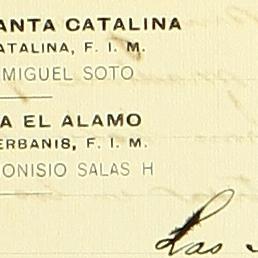 ANTA CATALINA
ATALINA, F. I. M.
MIGUEL SOTO
A EL ALAMO
ERBANIS, F. I. M.
ONISIO SALAS H
Las